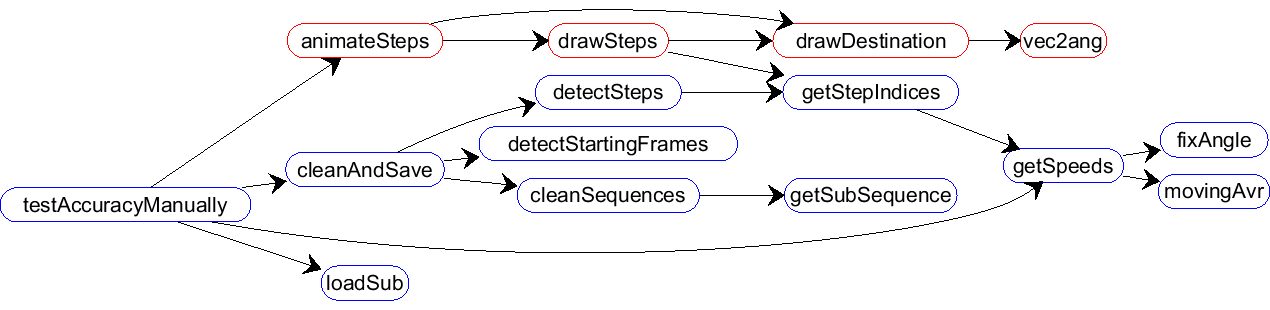 animateSteps
drawSteps
drawDestination
vec2ang
detectSteps
getStepIndices
detectStartingFrames
fixAngle
cleanAndSave
getSpeeds
cleanSequences
getSubSequence
movingAvr
testAccuracyManually
loadSub